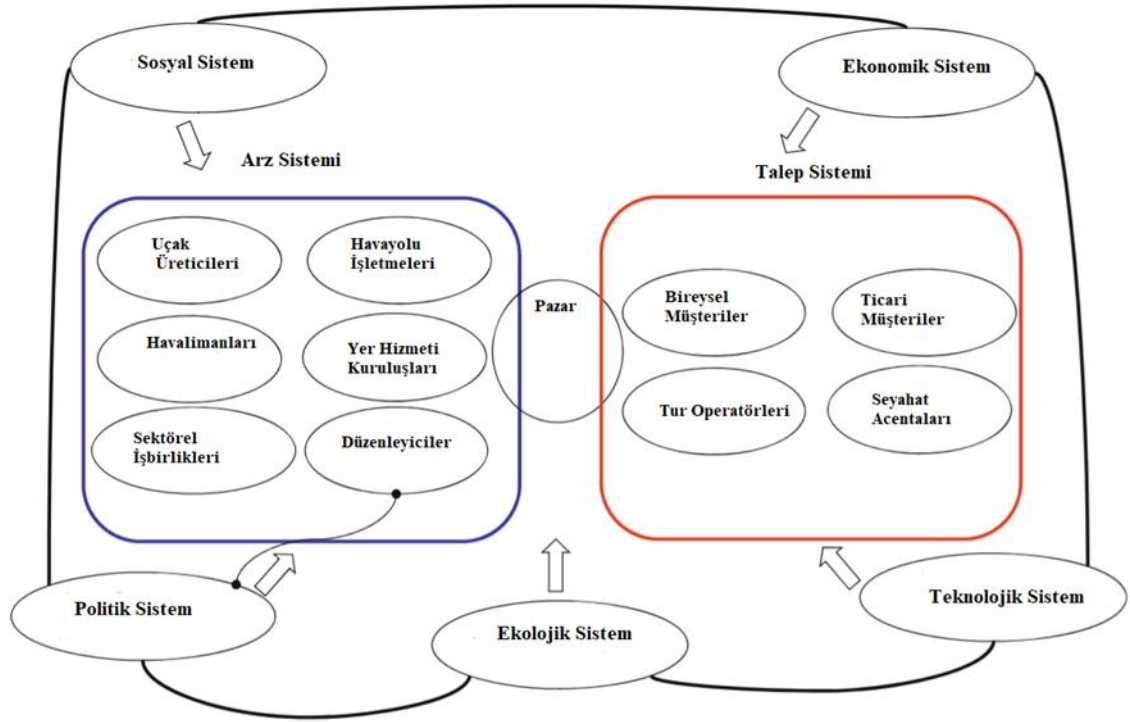 Sosyal Sistem
Ekonomik Sistem
Arz Sistemi
Talep Sistemi
Uçak
Üreticileri
Havayolu
İşletmeleri
Havalimanları
Yer Hizmeti
Kuruluşları
Sektörel
İşbirlikleri
Düzenleyiciler
Pazar
Bireysel
Müşteriler
Ticari
Müşteriler
Tur Operatörleri
Seyahat
Acentaları
Politik Sistem
Ekolojik Sistem
Teknolojik Sistem